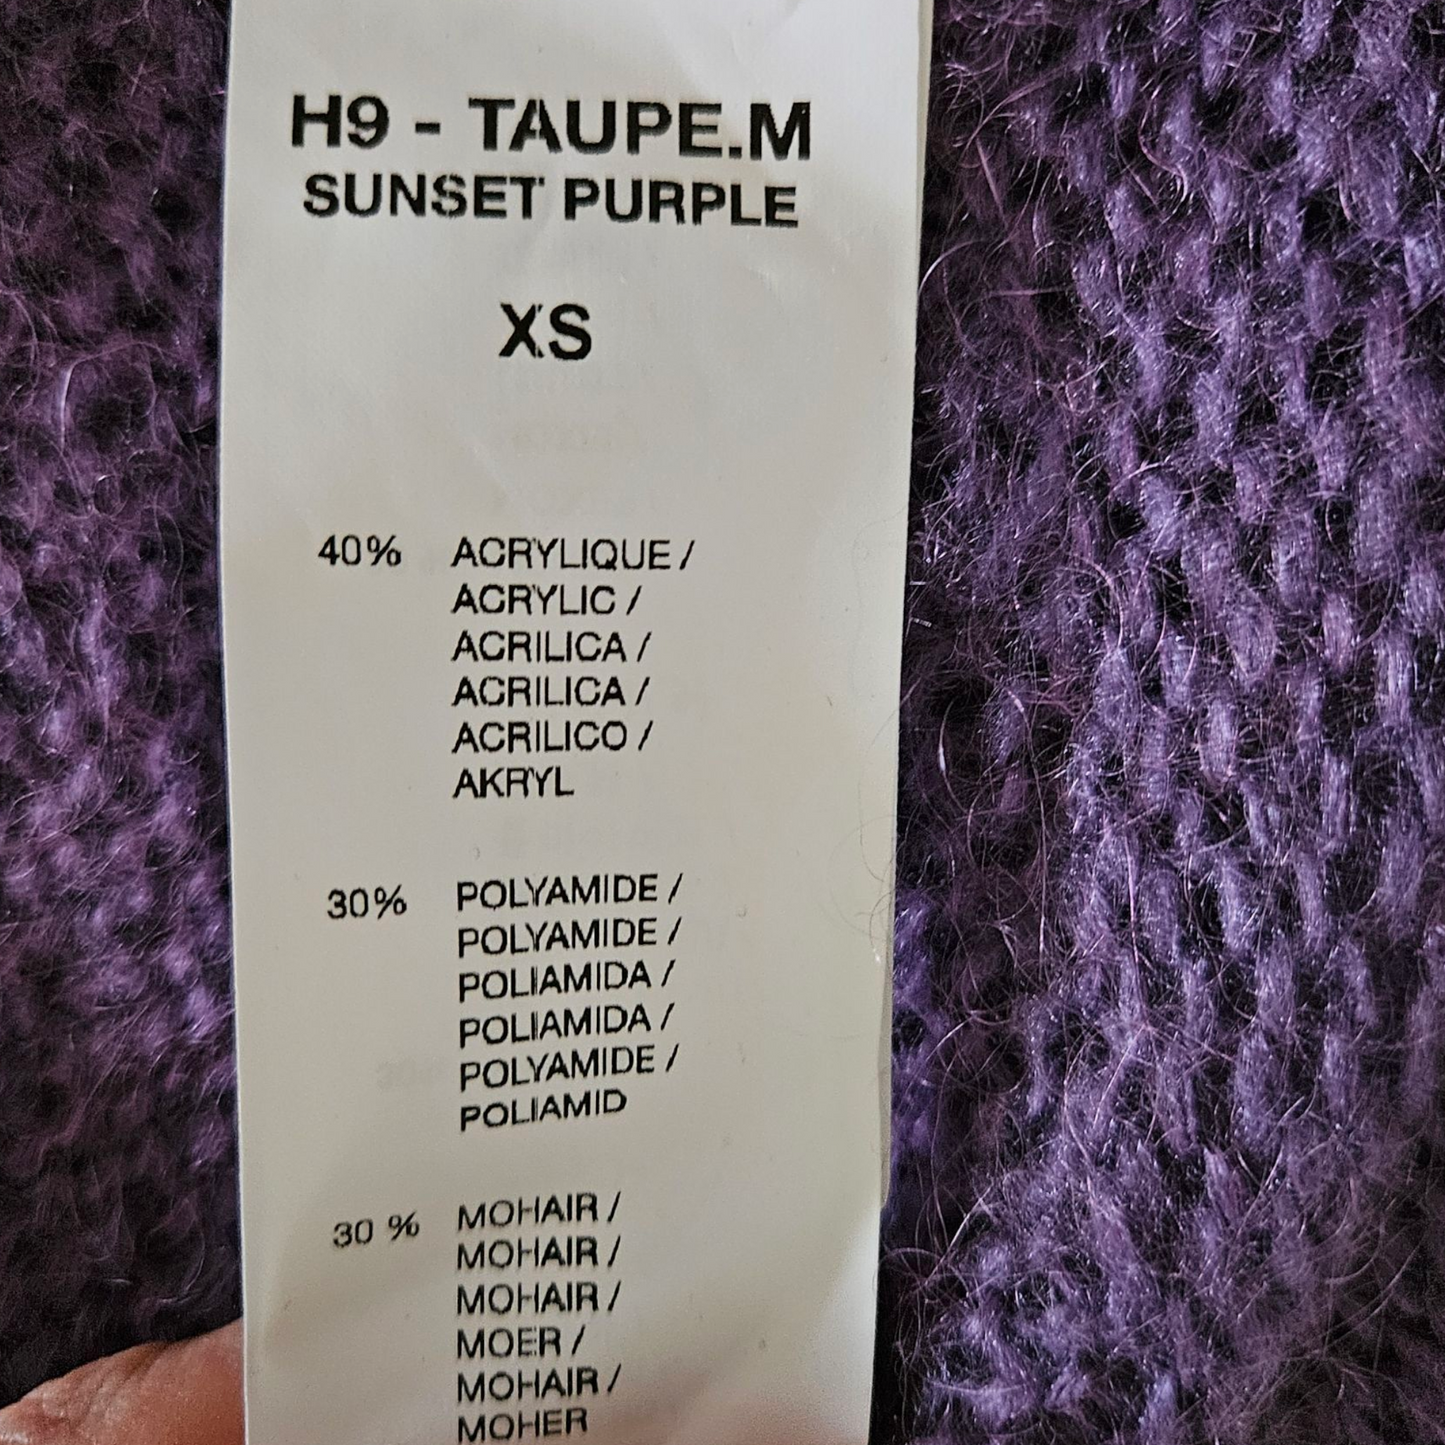 H9 - TAUPE.M
SUNSET PURPLE
XS
40% ACRYLIQUE /
ACRYLIC /
ACRILICA /
ACRILICA /
ACRILICO /
AKRYL
30% POLYAMIDE /
POLYAMIDE /
POLIAMIDA /
POLIAMIDA /
POLYAMIDE /
POLIAMID
30 % MOHAIR /
MOHAIR /
MOHAIR /
MOER /
MOHAIR /
MOHER